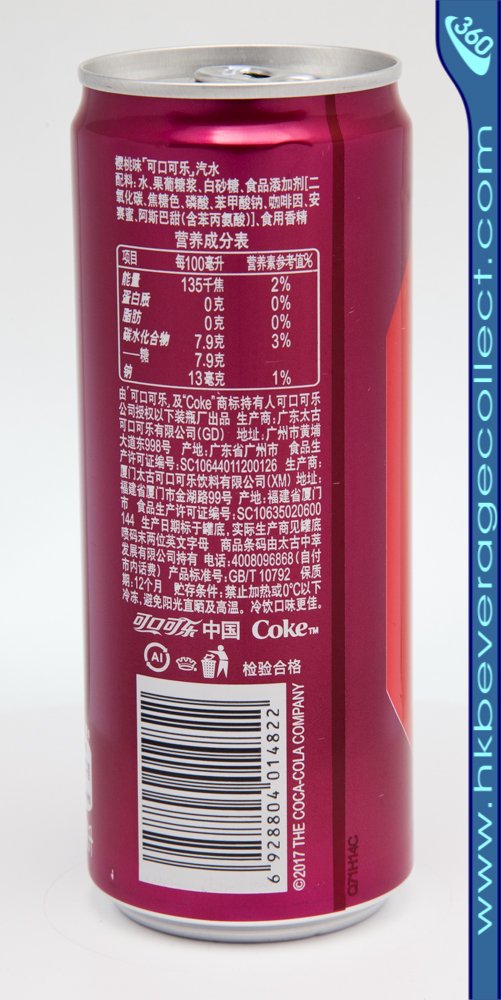 樱桃味「可口可乐」汽水
配料:水、果葡糖浆、白砂糖、食品添加剂[二
氧化碳、焦糖色、磷酸、苯甲酸钠、咖啡因、安
赛蜜、阿斯巴甜(含苯丙氨酸)]、食用香精
营养成分表
项目 每100毫升 营养素参考值%
能量 135千焦 2%
蛋白质 0克 0%
脂肪 0克 0%
碳水化合物 7.9克 3%
——糖 7.9克
钠 13毫克 1%
由「可口可乐」及"Coke"商标持有人可口可乐
公司授权以下装瓶厂出品 生产商:广东太古
可口可乐有限公司(GD) 地址:广州市黄埔
大道东998号 产地:广东省广州市 食品生
产许可证编号:SC10644011200126 生产商:
厦门太古可口可乐饮料有限公司(XM) 地址:
福建省厦门市金湖路99号 产地:福建省厦门
市 食品生产许可证编号:SC10635020600
144 生产日期标于罐底,实际生产商见罐底
喷码末两位英文字母 商品条码由太古中萃
发展有限公司持有 电话:4008096868(自付
市内话费) 产品标准号:GB/T 10792 保质
期:12个月 贮存条件:禁止加热或0°C以下
冷冻,避免阳光直晒及高温。冷饮口味更佳。
可口可乐 中国 Coke™
Al 检验合格
6 928804 014822
©2017 THE COCA-COLA COMPANY
Q71H14C
360
www.hkbeveragecollect.com